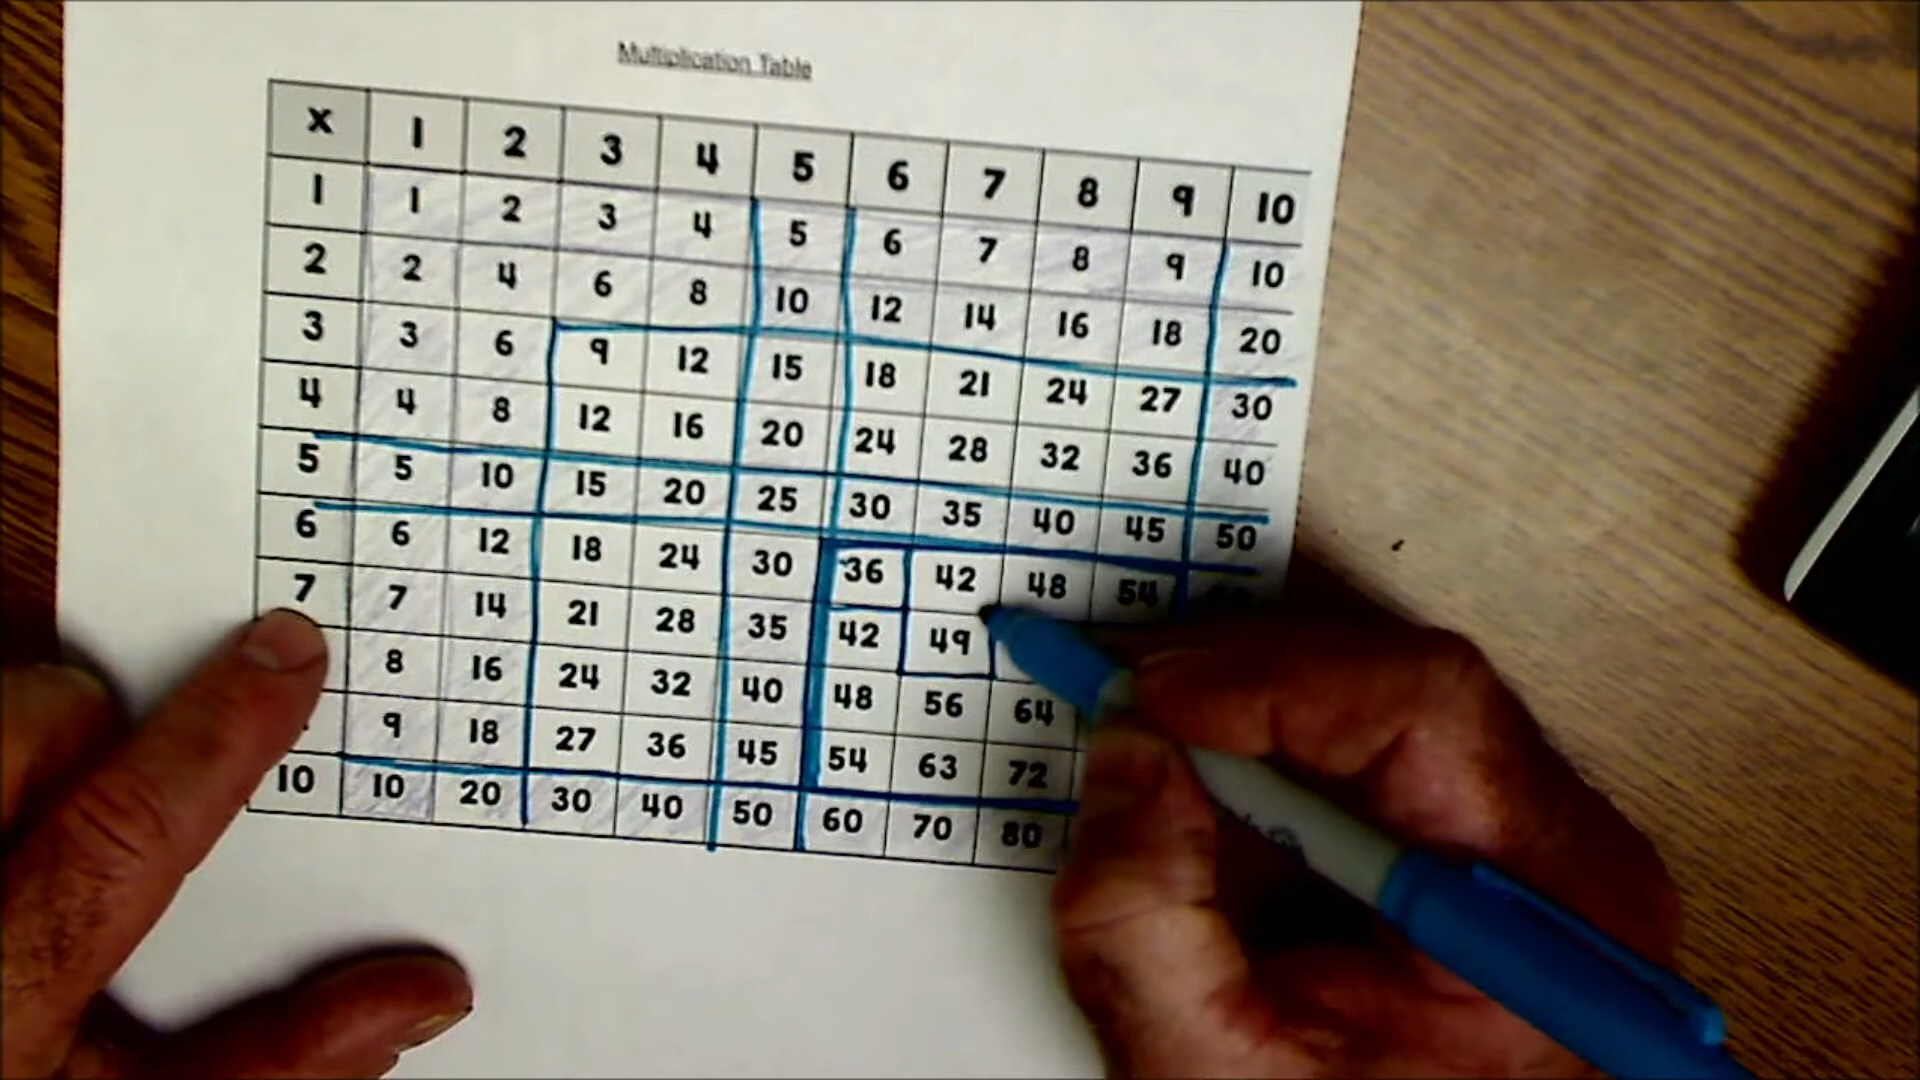 Multiplication Table
x 1 2 3 4 5 6 7 8 9 10
1 1 2 3 4 5 6 7 8 9 10
2 2 4 6 8 10 12 14 16 18 20
3 3 6 9 12 15 18 21 24 27 30
4 4 8 12 16 20 24 28 32 36 40
5 5 10 15 20 25 30 35 40 45 50
6 6 12 18 24 30 36 42 48 54
7 7 14 21 28 35 42 49
8 16 24 32 40 48 56 64
9 18 27 36 45 54 63 72
10 10 20 30 40 50 60 70 80